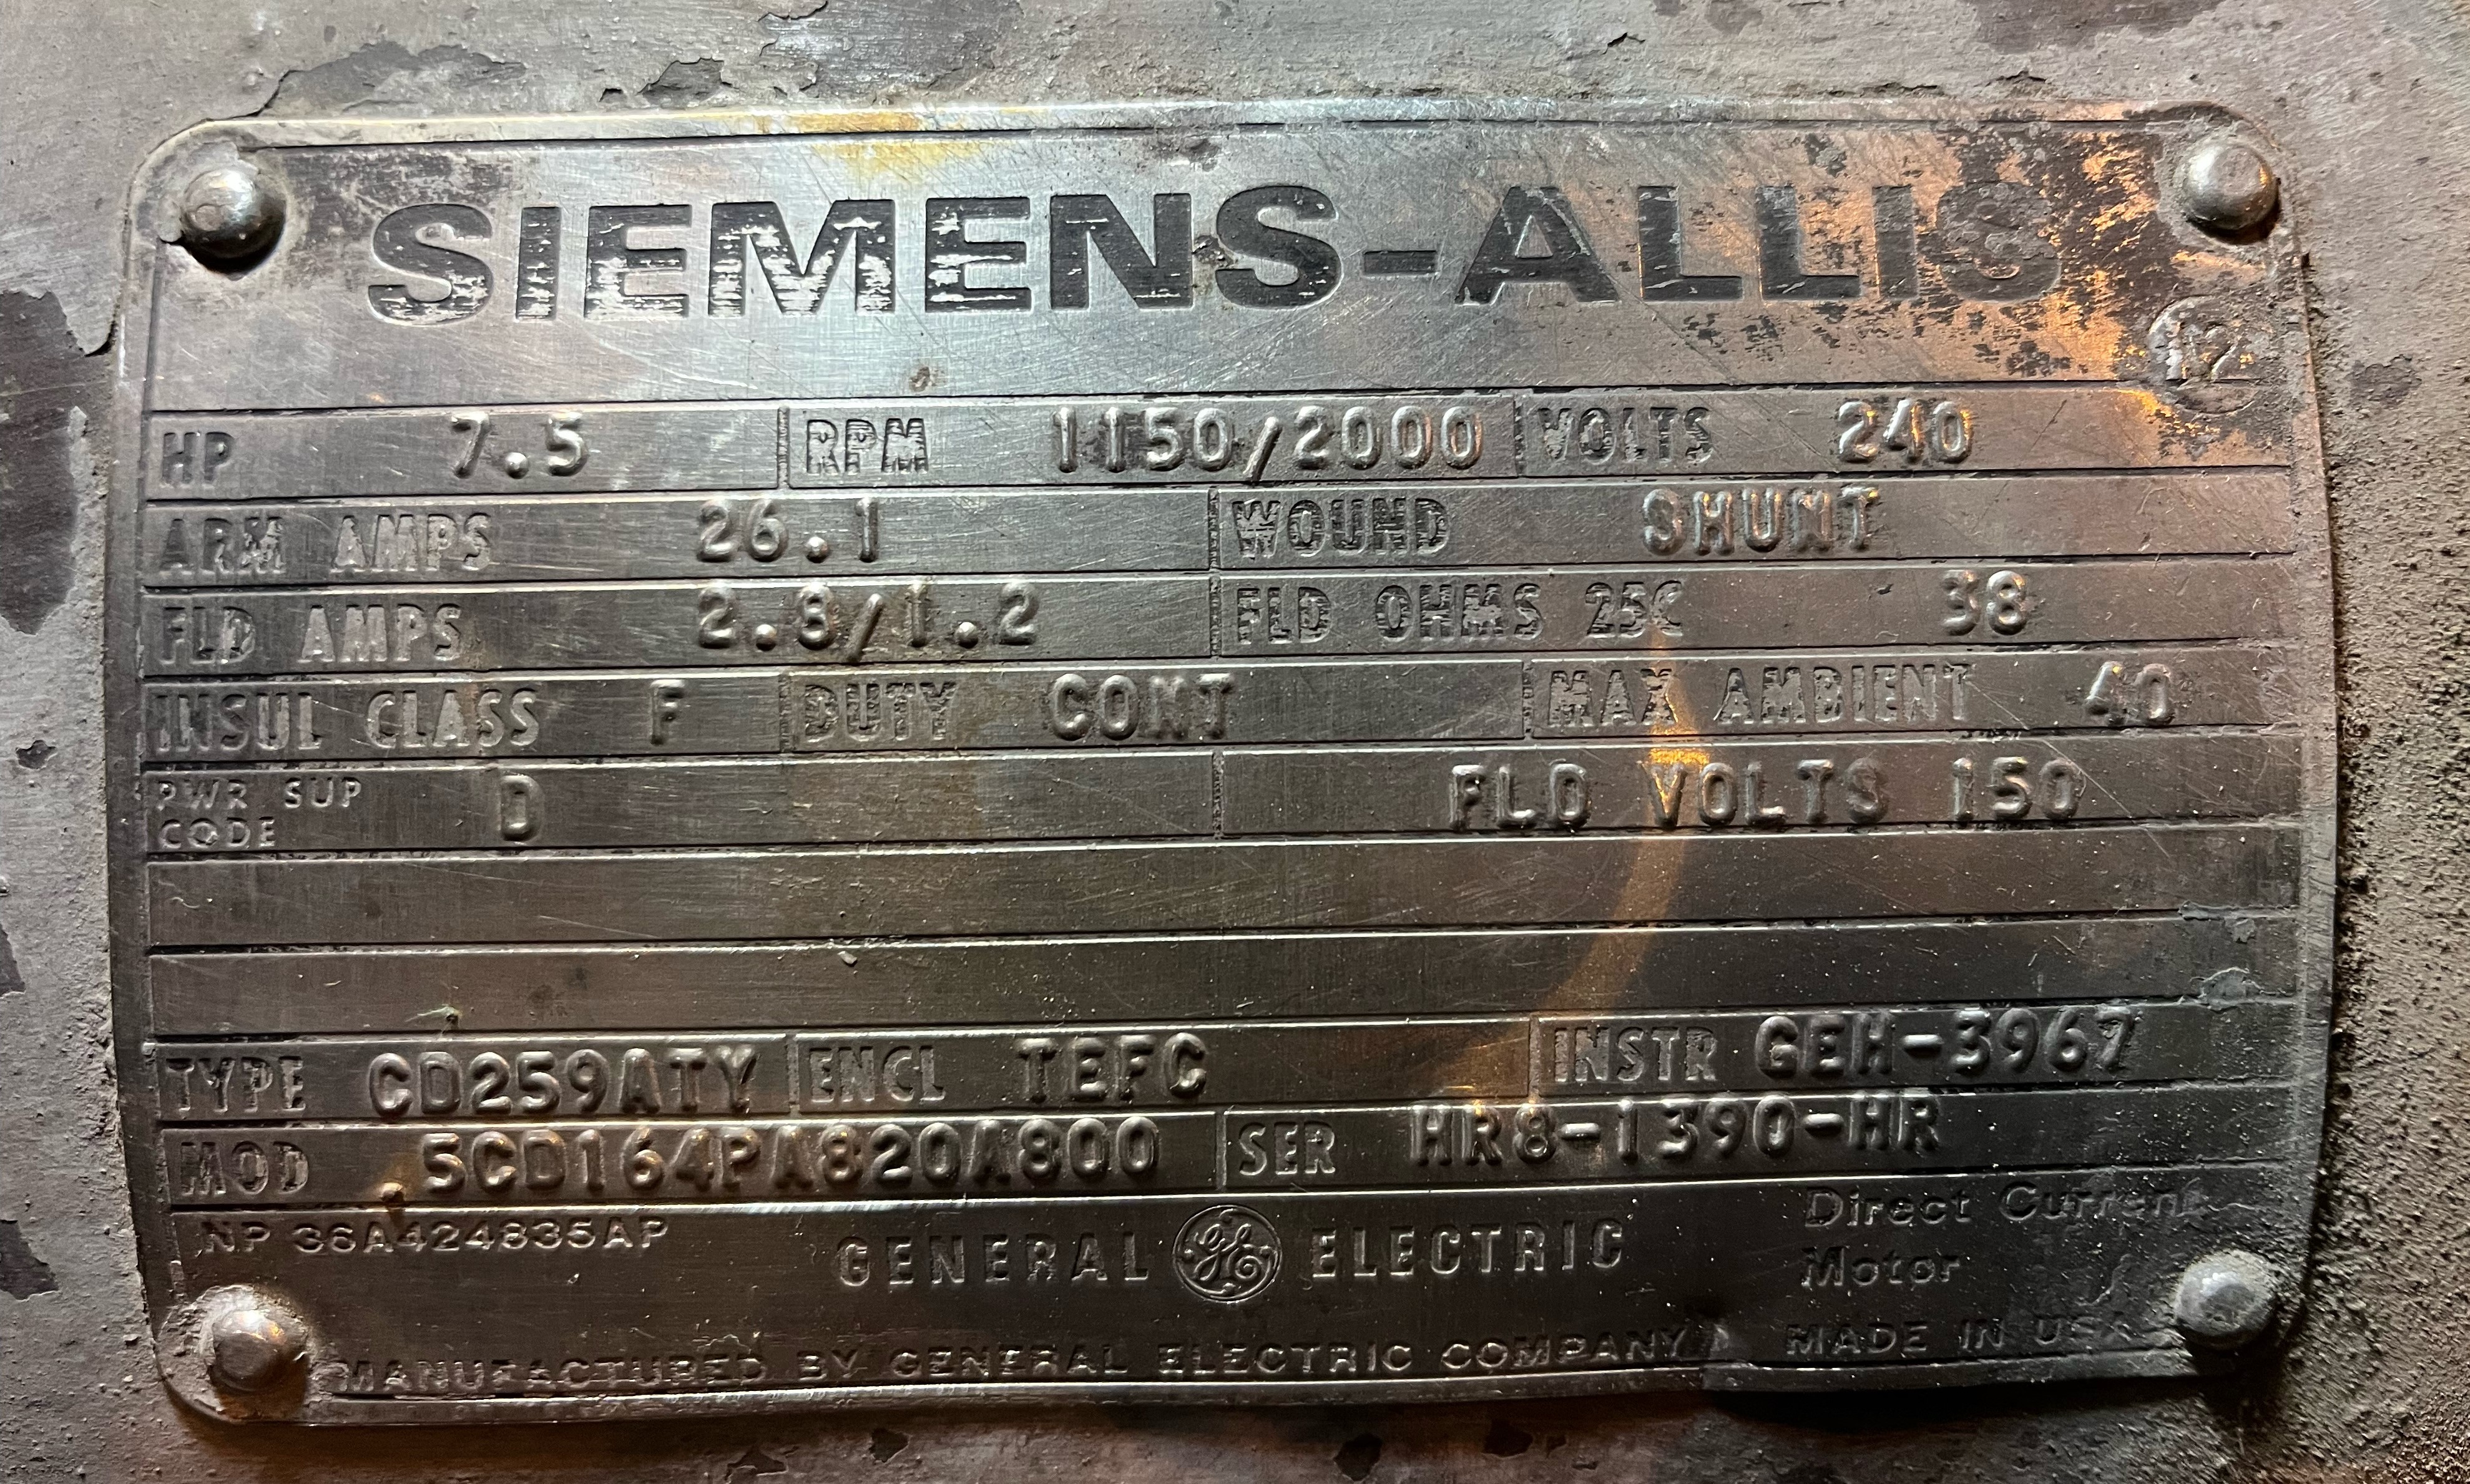 SIEMENS-ALLIS
12
HP 7.5 RPM 1150/2000 VOLTS 240
ARM AMPS 26.1 WOUND SHUNT
FLD AMPS 2.8/1.2 FLD OHMS 25C 38
INSUL CLASS F DUTY CONT MAX AMBIENT 40
PWR SUP CODE D FLD VOLTS 150
TYPE CD259ATY ENCL TEFC INSTR GEH-3967
MOD 5CD164PA820A800 SER HR8-1390-HR
NP 36A424835AP GENERAL GE ELECTRIC Direct Current
Motor
MANUFACTURED BY GENERAL ELECTRIC COMPANY MADE IN USA